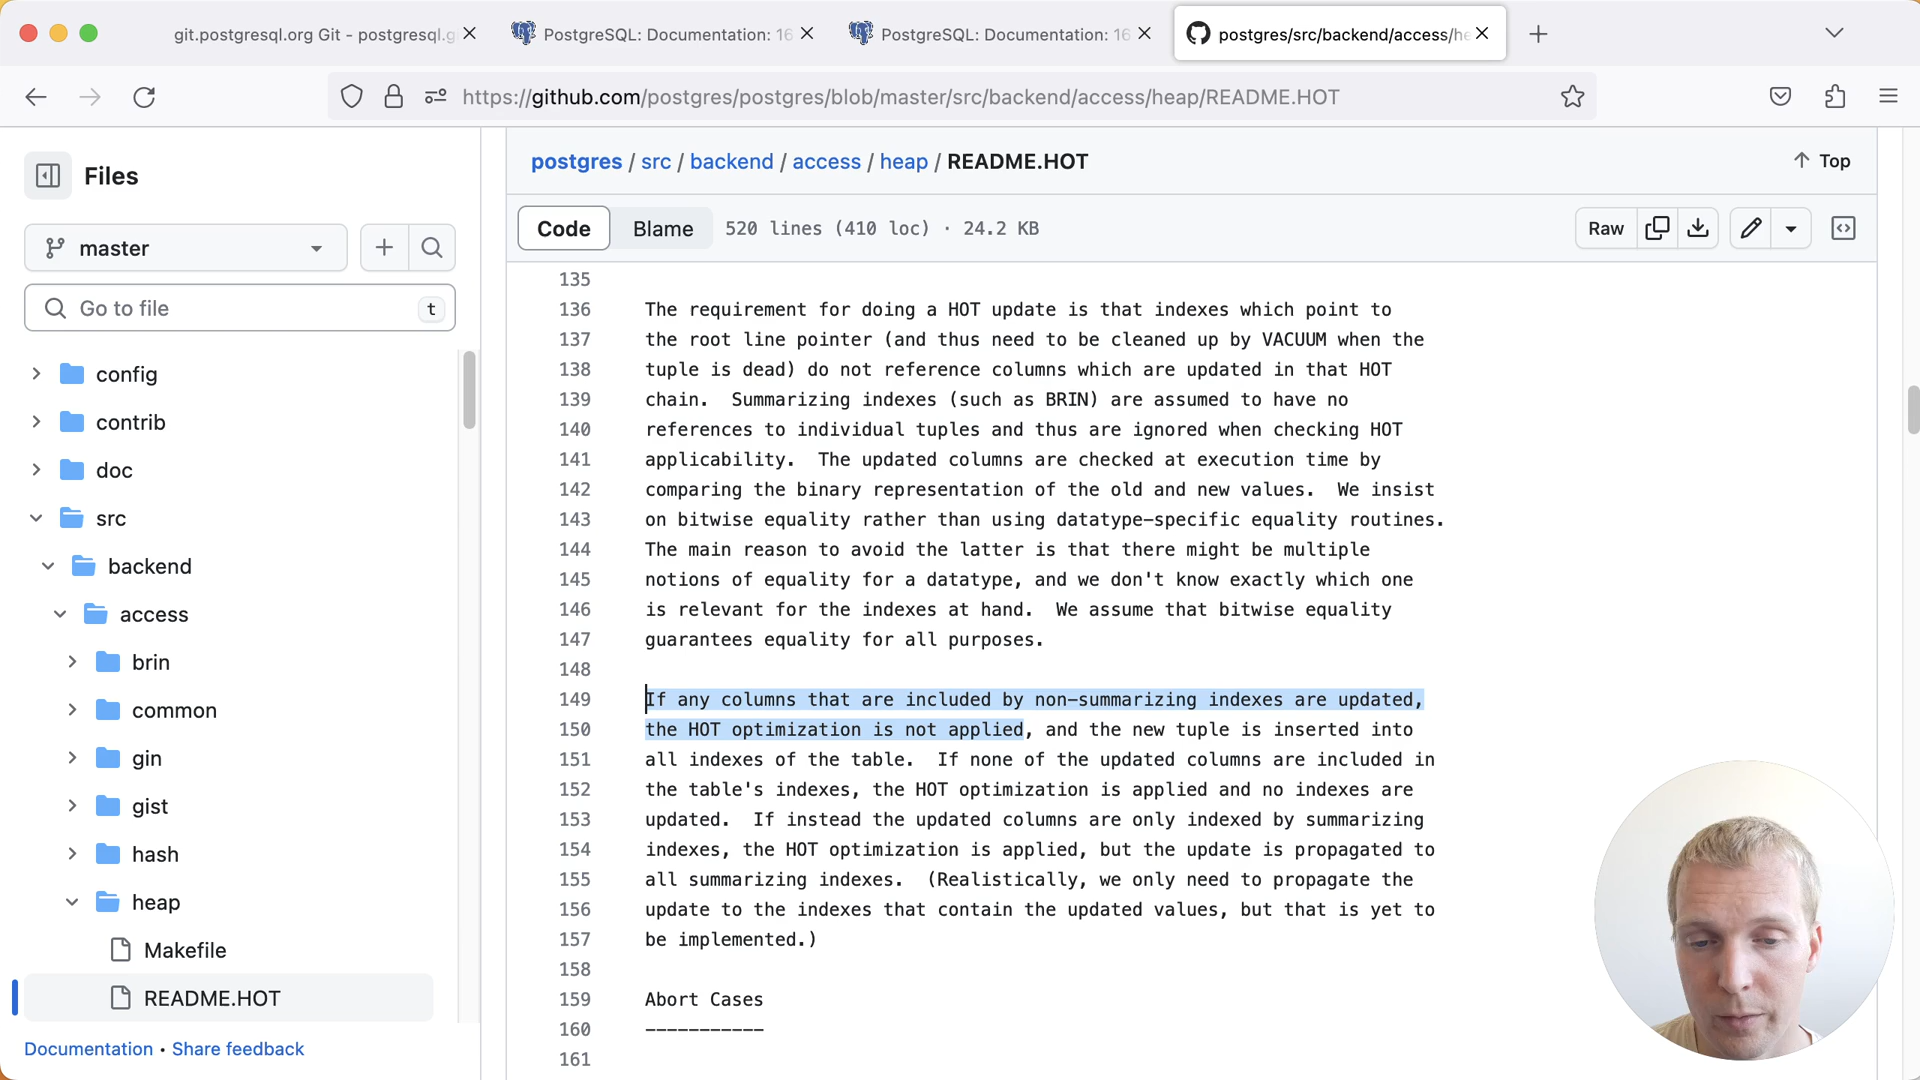 git.postgresql.org Git - postgresql.g
PostgreSQL: Documentation: 16
PostgreSQL: Documentation: 16
postgres/src/backend/access/he
https://github.com/postgres/postgres/blob/master/src/backend/access/heap/README.HOT
Files
master
Go to file
t
config
contrib
doc
src
backend
access
brin
common
gin
gist
hash
heap
Makefile
README.HOT
Documentation • Share feedback
postgres / src / backend / access / heap / README.HOT
Top
Code
Blame
520 lines (410 loc) · 24.2 KB
Raw
135
136 The requirement for doing a HOT update is that indexes which point to
137 the root line pointer (and thus need to be cleaned up by VACUUM when the
138 tuple is dead) do not reference columns which are updated in that HOT
139 chain.  Summarizing indexes (such as BRIN) are assumed to have no
140 references to individual tuples and thus are ignored when checking HOT
141 applicability.  The updated columns are checked at execution time by
142 comparing the binary representation of the old and new values.  We insist
143 on bitwise equality rather than using datatype-specific equality routines.
144 The main reason to avoid the latter is that there might be multiple
145 notions of equality for a datatype, and we don't know exactly which one
146 is relevant for the indexes at hand.  We assume that bitwise equality
147 guarantees equality for all purposes.
148
149 If any columns that are included by non-summarizing indexes are updated,
150 the HOT optimization is not applied, and the new tuple is inserted into
151 all indexes of the table.  If none of the updated columns are included in
152 the table's indexes, the HOT optimization is applied and no indexes are
153 updated.  If instead the updated columns are only indexed by summarizing
154 indexes, the HOT optimization is applied, but the update is propagated to
155 all summarizing indexes.  (Realistically, we only need to propagate the
156 update to the indexes that contain the updated values, but that is yet to
157 be implemented.)
158
159 Abort Cases
160 -----------
161